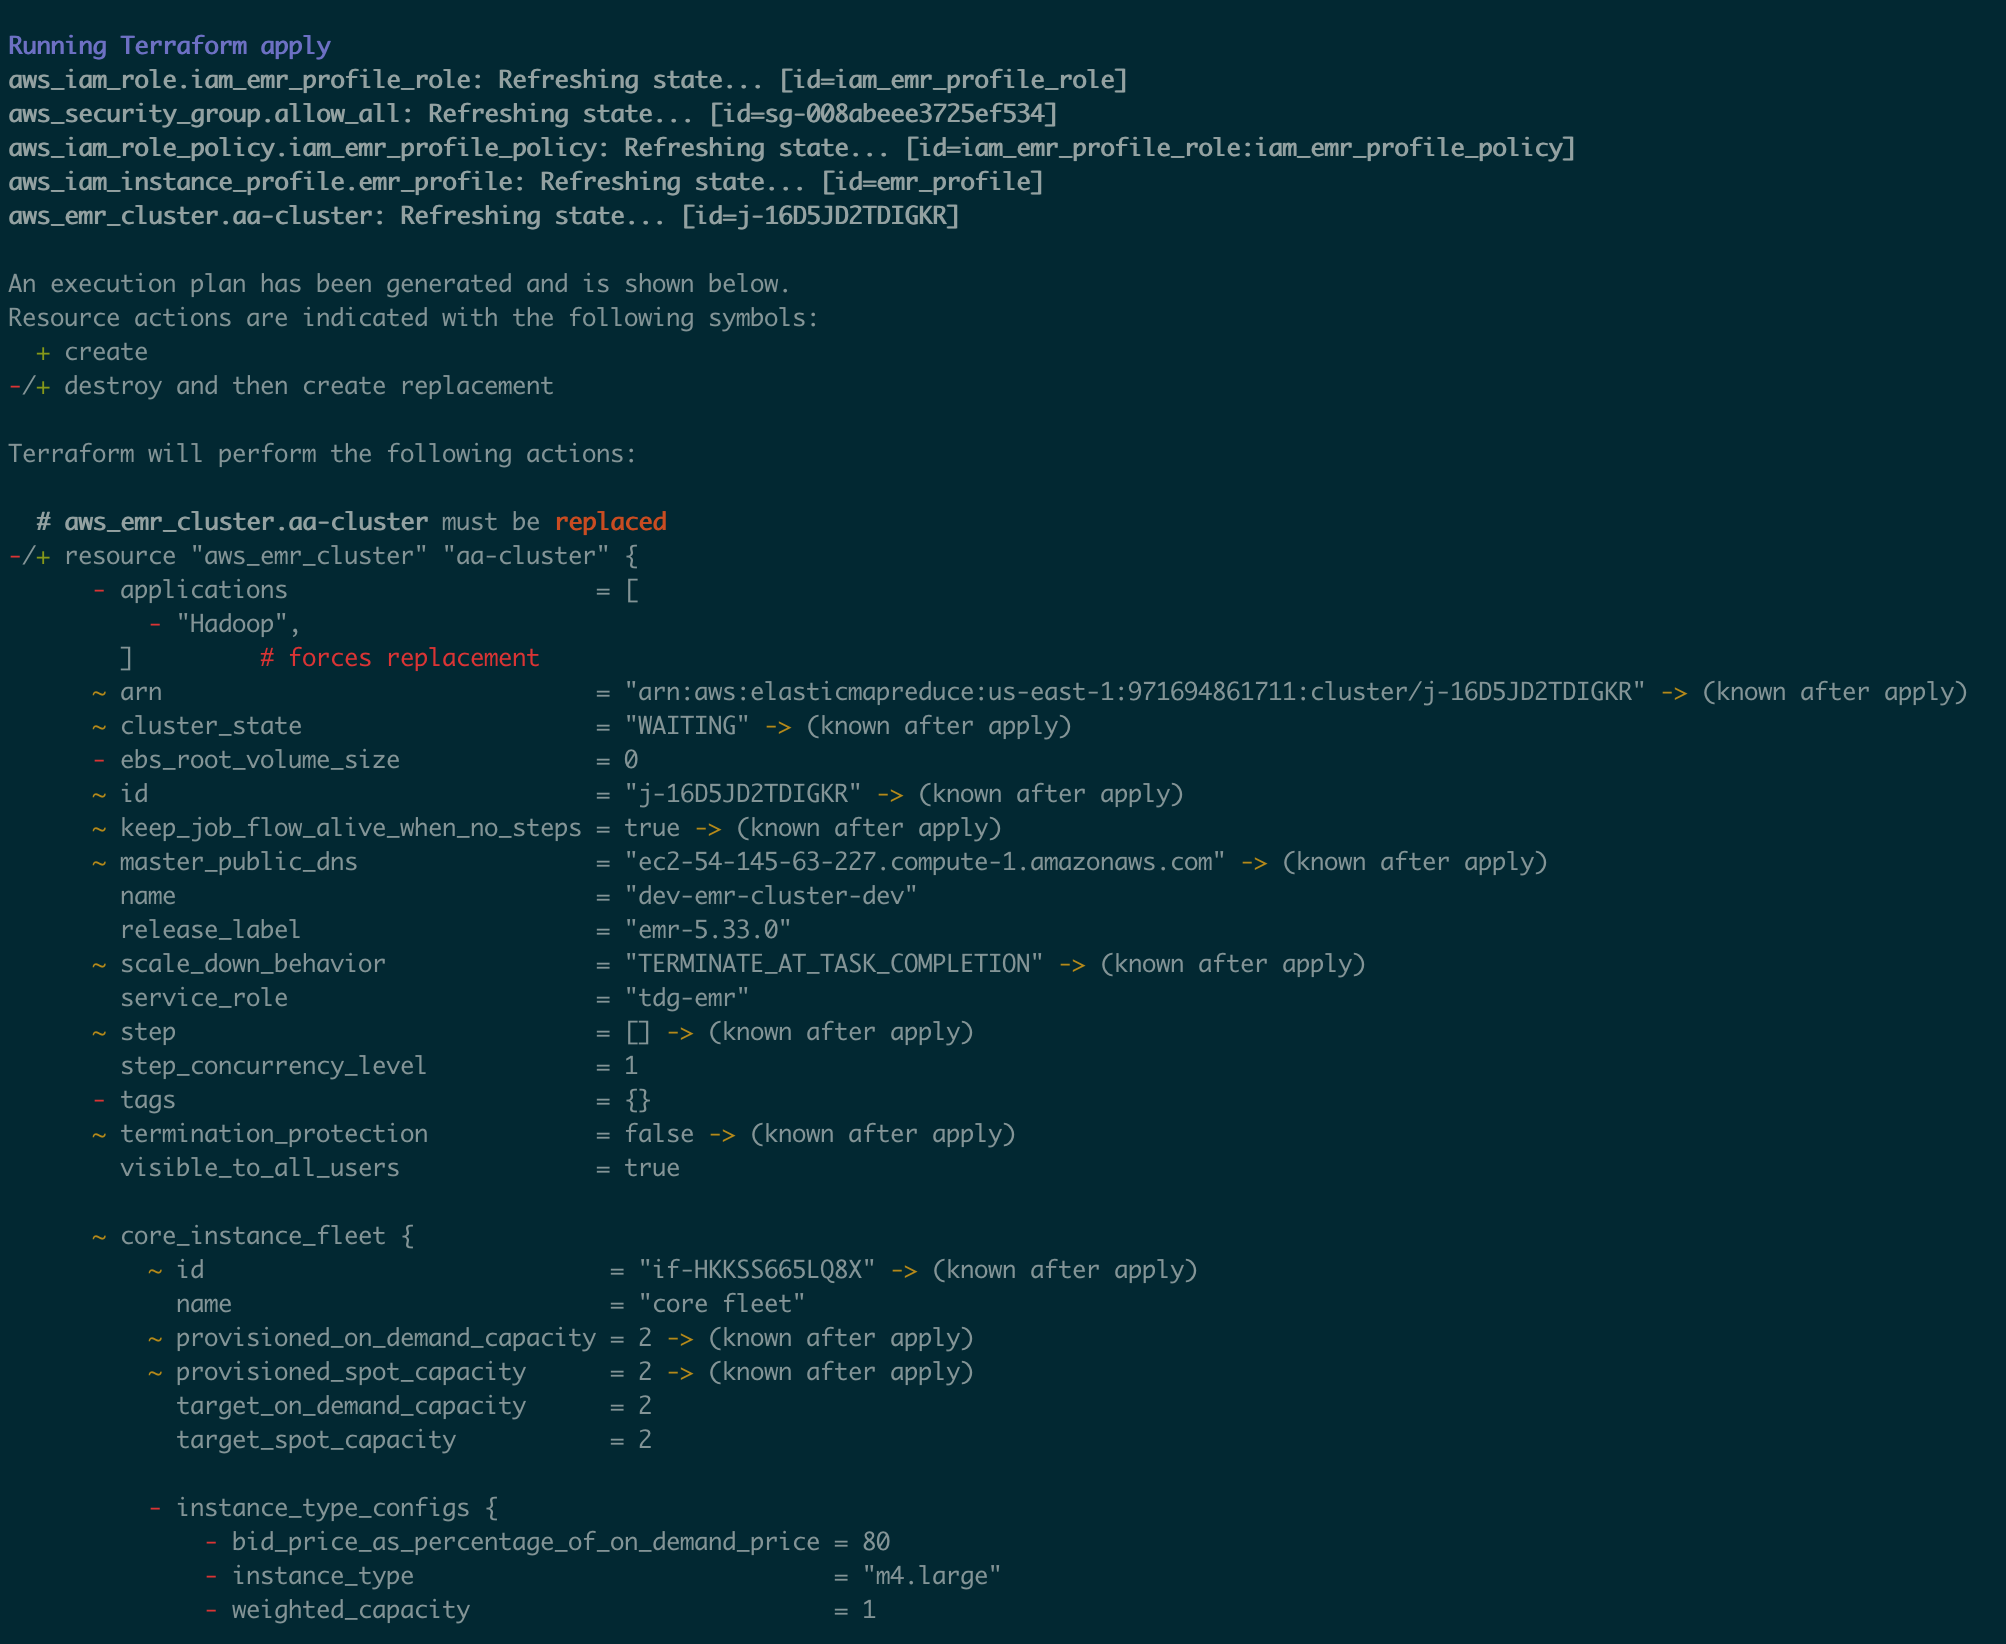 Running Terraform apply
aws_iam_role.iam_emr_profile_role: Refreshing state... [id=iam_emr_profile_role]
aws_security_group.allow_all: Refreshing state... [id=sg-008abeee3725ef534]
aws_iam_role_policy.iam_emr_profile_policy: Refreshing state... [id=iam_emr_profile_role:iam_emr_profile_policy]
aws_iam_instance_profile.emr_profile: Refreshing state... [id=emr_profile]
aws_emr_cluster.aa-cluster: Refreshing state... [id=j-16D5JD2TDIGKR]

An execution plan has been generated and is shown below.
Resource actions are indicated with the following symbols:
  + create
-/+ destroy and then create replacement

Terraform will perform the following actions:

  # aws_emr_cluster.aa-cluster must be replaced
-/+ resource "aws_emr_cluster" "aa-cluster" {
      - applications                      = [
          - "Hadoop",
        ]         # forces replacement
      ~ arn                               = "arn:aws:elasticmapreduce:us-east-1:971694861711:cluster/j-16D5JD2TDIGKR" -> (known after apply)
      ~ cluster_state                     = "WAITING" -> (known after apply)
      - ebs_root_volume_size              = 0
      ~ id                                = "j-16D5JD2TDIGKR" -> (known after apply)
      ~ keep_job_flow_alive_when_no_steps = true -> (known after apply)
      ~ master_public_dns                 = "ec2-54-145-63-227.compute-1.amazonaws.com" -> (known after apply)
        name                              = "dev-emr-cluster-dev"
        release_label                     = "emr-5.33.0"
      ~ scale_down_behavior               = "TERMINATE_AT_TASK_COMPLETION" -> (known after apply)
        service_role                      = "tdg-emr"
      ~ step                              = [] -> (known after apply)
        step_concurrency_level            = 1
      - tags                              = {}
      ~ termination_protection            = false -> (known after apply)
        visible_to_all_users              = true

      ~ core_instance_fleet {
          ~ id                             = "if-HKKSS665LQ8X" -> (known after apply)
            name                           = "core fleet"
          ~ provisioned_on_demand_capacity = 2 -> (known after apply)
          ~ provisioned_spot_capacity      = 2 -> (known after apply)
            target_on_demand_capacity      = 2
            target_spot_capacity           = 2

          - instance_type_configs {
              - bid_price_as_percentage_of_on_demand_price = 80
              - instance_type                              = "m4.large"
              - weighted_capacity                          = 1